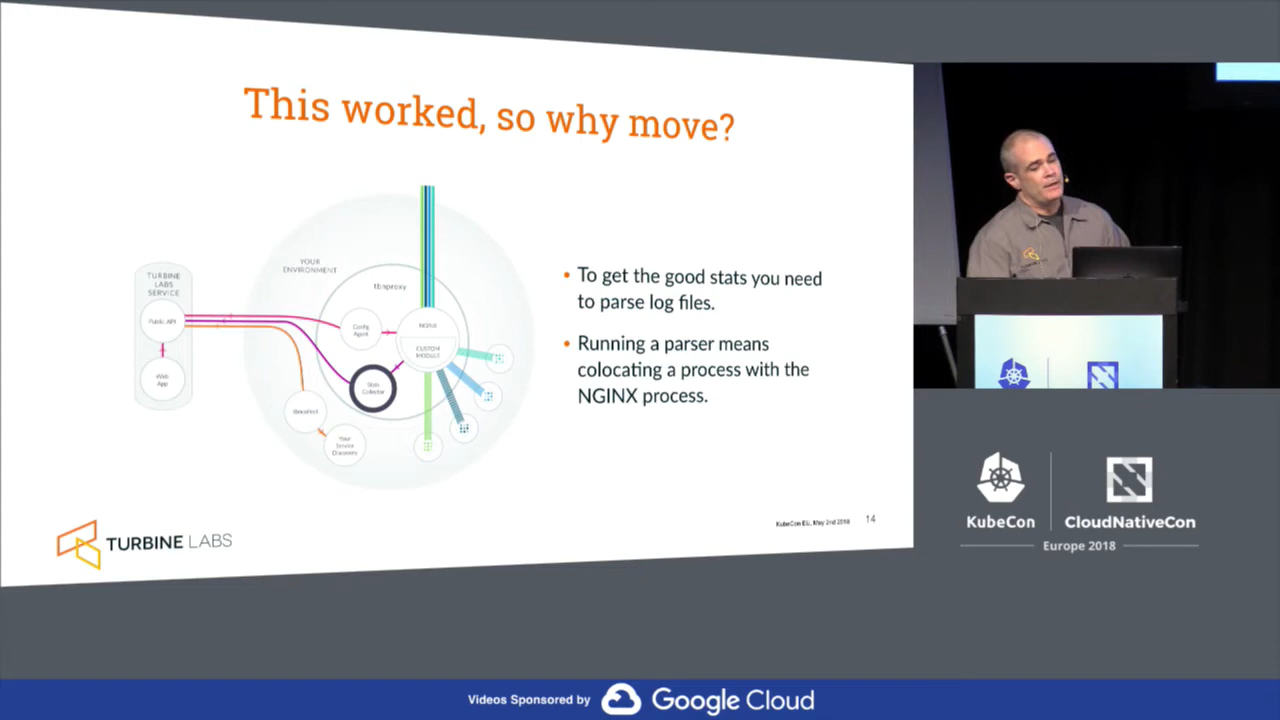 This worked, so why move?
YOUR
ENVIRONMENT
TURBINE
LABS
SERVICE
Public API
Web
App
tbnproxy
Config
Agent
NGINX
CUSTOM
MODULE
Stats
Collector
Your
Service
Discovery
• To get the good stats you need
to parse log files.
• Running a parser means
colocating a process with the
NGINX process.
TURBINE LABS
KubeCon EU, May 2nd 2018
14
KubeCon
CloudNativeCon
Europe 2018
Videos Sponsored by
Google Cloud